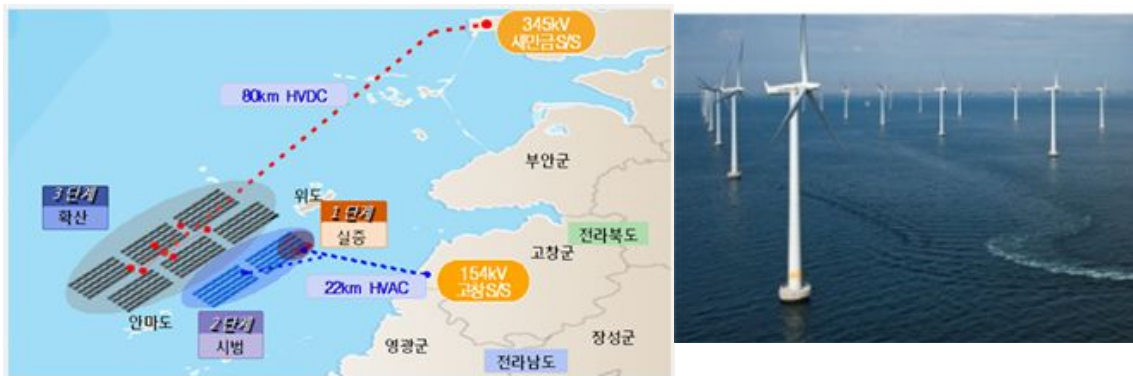 345kV
새만금S/S
80km HVDC
부안군
3단계
확산
위도
1단계
실증
전라북도
고창군
154kV
고창S/S
22km HVAC
안마도
2단계
시범
영광군
장성군
전라남도